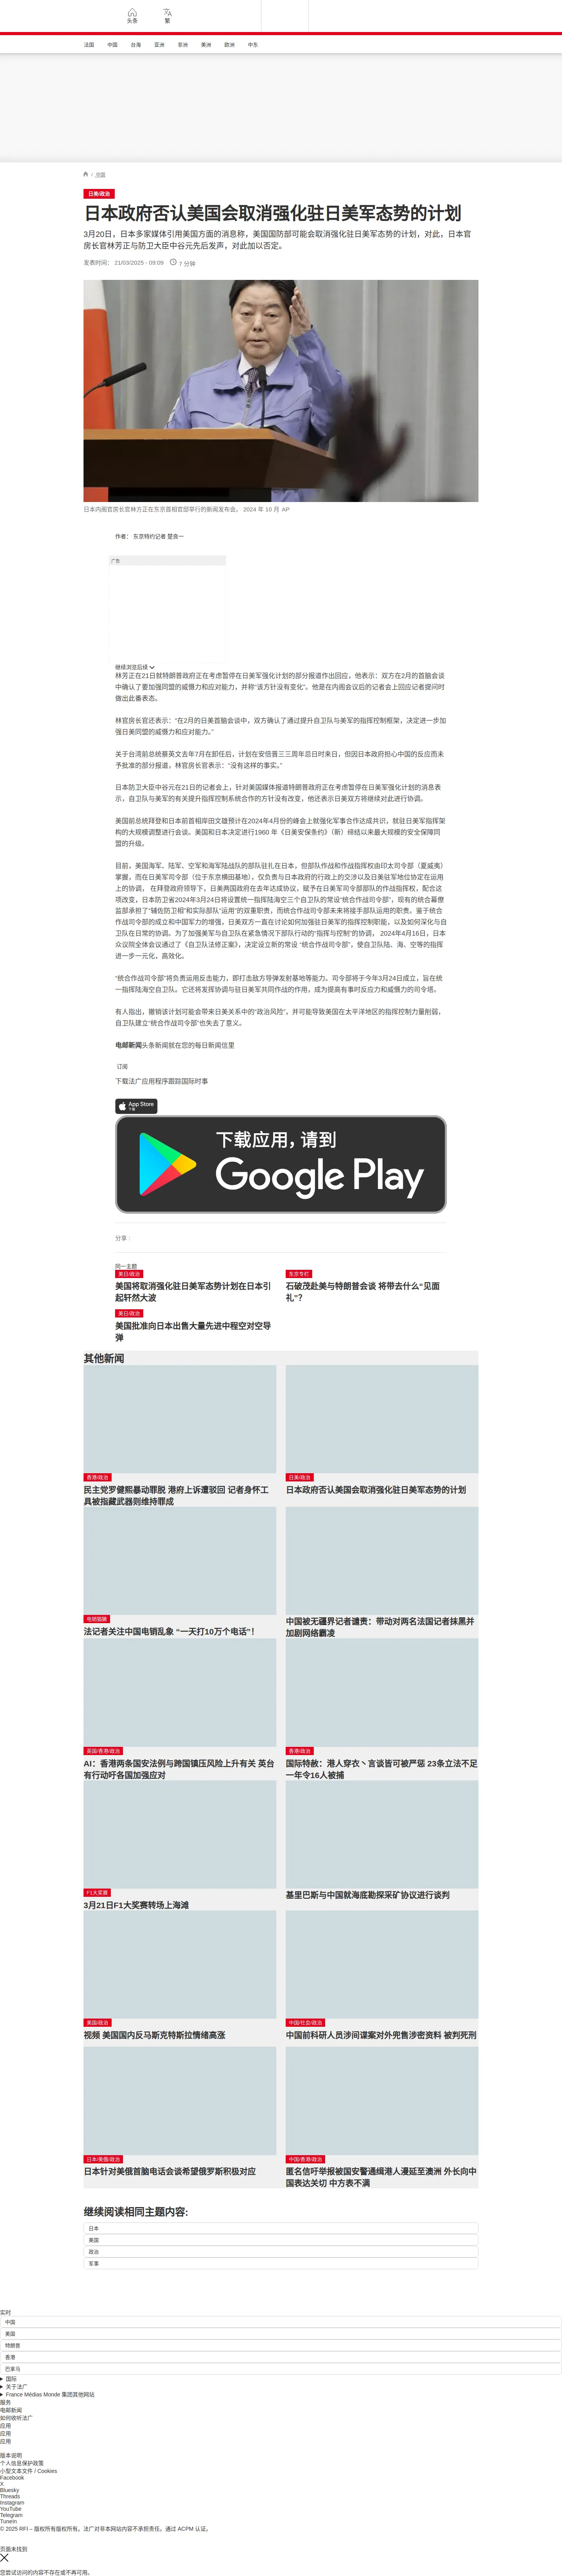 头条
繁
法国 中国 台海 亚洲 非洲 美洲 欧洲 中东
/ 中国
日美/政治
日本政府否认美国会取消强化驻日美军态势的计划
3月20日，日本多家媒体引用美国方面的消息称，美国国防部可能会取消强化驻日美军态势的计划，对此，日本官
房长官林芳正与防卫大臣中谷元先后发声，对此加以否定。
发表时间： 21/03/2025 - 09:09 7 分钟
日本内阁官房长官林方正在东京首相官邸举行的新闻发布会。 2024 年 10 月 AP
作者： 东京特约记者 楚良一
广告
继续浏览后续
林芳正在21日就特朗普政府正在考虑暂停在日美军强化计划的部分报道作出回应，他表示：双方在2月的首脑会谈
中确认了要加强同盟的威慑力和应对能力，并称“该方针没有变化”。他是在内阁会议后的记者会上回应记者提问时
做出此番表态。
林官房长官还表示：“在2月的日美首脑会谈中，双方确认了通过提升自卫队与美军的指挥控制框架，决定进一步加
强日美同盟的威慑力和应对能力。”
关于台湾前总统蔡英文去年7月在卸任后，计划在安倍晋三三周年忌日时来日，但因日本政府担心中国的反应而未
予批准的部分报道，林官房长官表示：“没有这样的事实。”
日本防卫大臣中谷元在21日的记者会上，针对美国媒体报道特朗普政府正在考虑暂停在日美军强化计划的消息表
示，自卫队与美军的有关提升指挥控制系统合作的方针没有改变，他还表示日美双方将继续对此进行协调。
美国前总统拜登和日本前首相岸田文雄预计在2024年4月份的峰会上就强化军事合作达成共识，就驻日美军指挥架
构的大规模调整进行会谈。美国和日本决定进行1960 年《日美安保条约》（新）缔结以来最大规模的安全保障同
盟的升级。
目前，美国海军、陆军、空军和海军陆战队的部队驻扎在日本，但部队作战和作战指挥权由印太司令部（夏威夷）
掌握，而在日美军司令部（位于东京横田基地），仅负责与日本政府的行政上的交涉以及日美驻军地位协定在运用
上的协调， 在拜登政府领导下，日美两国政府在去年达成协议，赋予在日美军司令部部队的作战指挥权，配合这
项改变，日本防卫省2024年3月24日将设置统一指挥陆海空三个自卫队的常设“统合作战司令部”，现有的统合幕僚
监部承担了“辅佐防卫相”和实际部队“运用”的双重职责，而统合作战司令部未来将接手部队运用的职责。鉴于统合
作战司令部的成立和中国军力的增强，日美双方一直在讨论如何加强驻日美军的指挥控制职能，以及如何深化与自
卫队在日常的协调。为了加强美军与自卫队在紧急情况下部队行动的“指挥与控制”的协调， 2024年4月16日，日本
众议院全体会议通过了《自卫队法修正案》，决定设立新的常设 “统合作战司令部”，使自卫队陆、海、空等的指挥
进一步一元化，高效化。
“统合作战司令部”将负责运用反击能力，即打击敌方导弹发射基地等能力。司令部将于今年3月24日成立，旨在统
一指挥陆海空自卫队。它还将发挥协调与驻日美军共同作战的作用，成为提高有事时反应力和威慑力的司令塔。
有人指出，撤销该计划可能会带来日美关系中的“政治风险”，并可能导致美国在太平洋地区的指挥控制力量削弱，
自卫队建立“统合作战司令部”也失去了意义。
电邮新闻头条新闻就在您的每日新闻信里
订阅
下载法广应用程序跟踪国际时事
App Store
下载应用，请到
Google Play
分享 :
同一主题
美日/政治
美国将取消强化驻日美军态势计划在日本引
起轩然大波
东京专栏
石破茂赴美与特朗普会谈 将带去什么“见面
礼”？
美日/政治
美国批准向日本出售大量先进中程空对空导
弹
其他新闻
香港/政治
民主党罗健熙暴动罪脱 港府上诉遭驳回 记者身怀工
具被指藏武器则维持罪成
日美/政治
日本政府否认美国会取消强化驻日美军态势的计划
法记者关注中国电销乱象 “一天打10万个电话”！
中国被无疆界记者谴责：带动对两名法国记者抹黑并
加剧网络霸凌
英国/香港/政治
AI：香港两条国安法例与跨国镇压风险上升有关 英台
有行动吁各国加强应对
香港/政治
国际特赦：港人穿衣丶言谈皆可被严惩 23条立法不足
一年令16人被捕
F1大奖赛
3月21日F1大奖赛转场上海滩
基里巴斯与中国就海底勘探采矿协议进行谈判
美国/政治
视频 美国国内反马斯克特斯拉情绪高涨
中国/社会/政治
中国前科研人员涉间谍案对外兜售涉密资料 被判死刑
日本/美俄/政治
日本针对美俄首脑电话会谈希望俄罗斯积极对应
中国/香港/政治
匿名信吁举报被国安警通缉港人漫延至澳洲 外长向中
国表达关切 中方表不满
继续阅读相同主题内容:
日本
美国
政治
军事
实时
中国
美国
特朗普
香港
巴拿马
国际
关于法广
France Médias Monde 集团其他网站
服务
电邮新闻
如何收听法广
应用
应用
应用
版本说明
个人信息保护政策
小型文本文件 / Cookies
Facebook
X
Bluesky
Threads
Instagram
YouTube
Telegram
TuneIn
© 2025 RFI – 版权所有版权所有。法广对非本网站内容不承担责任。通过 ACPM 认证。
页面未找到
您尝试访问的内容不存在或不再可用。